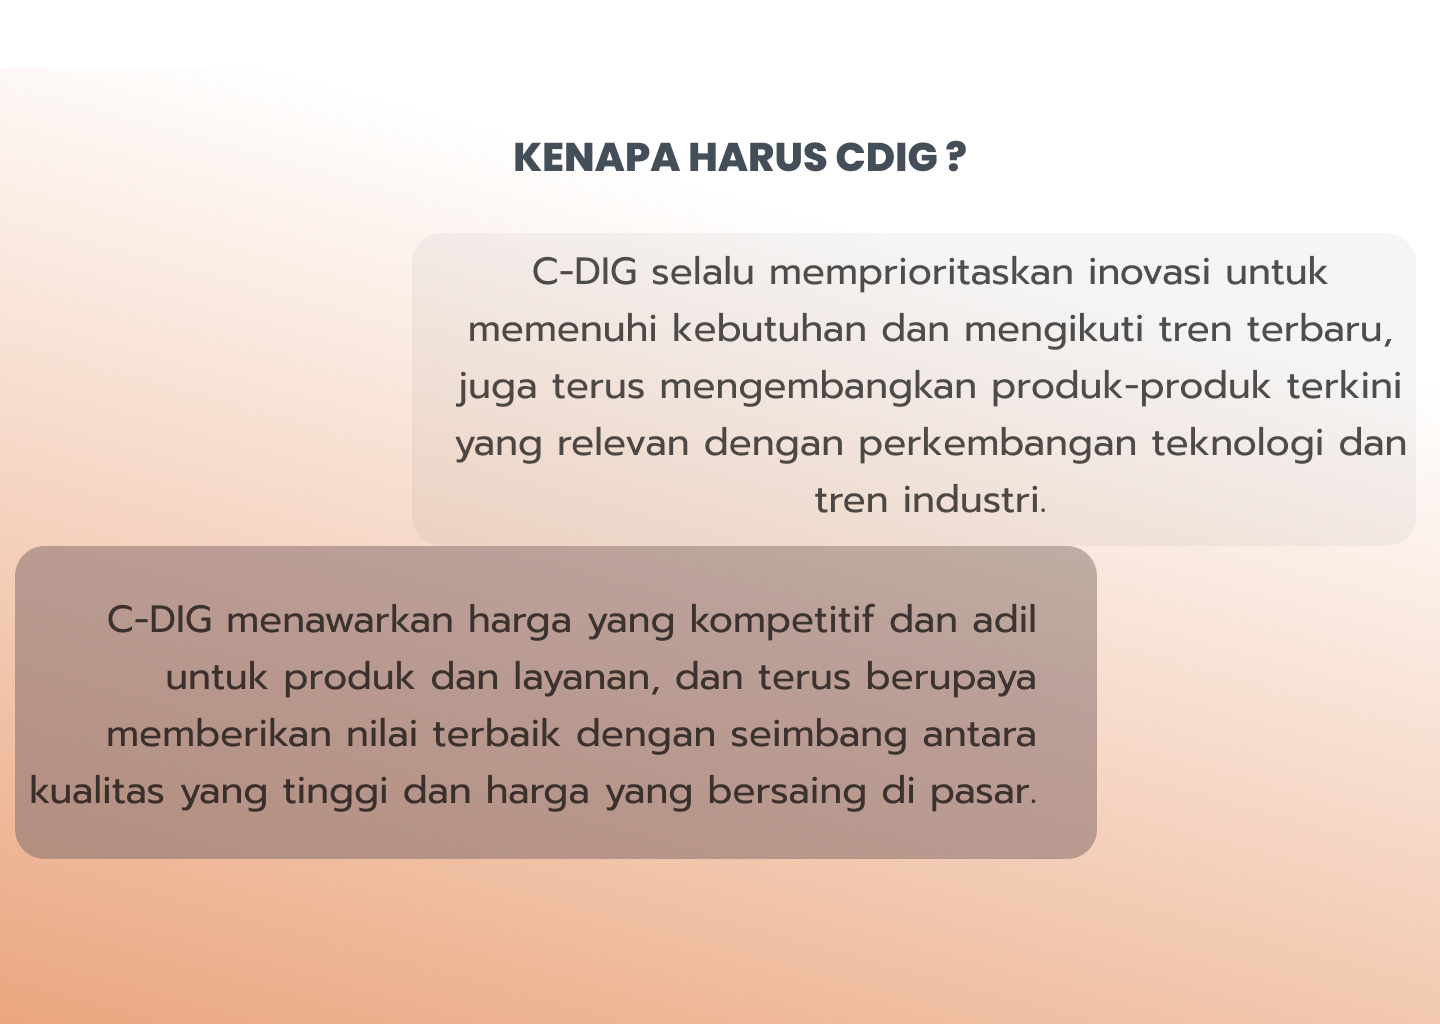 KENAPA HARUS CDIG ?
C-DIG selalu memprioritaskan inovasi untuk
memenuhi kebutuhan dan mengikuti tren terbaru,
juga terus mengembangkan produk-produk terkini
yang relevan dengan perkembangan teknologi dan
tren industri.
C-DIG menawarkan harga yang kompetitif dan adil
untuk produk dan layanan, dan terus berupaya
memberikan nilai terbaik dengan seimbang antara
kualitas yang tinggi dan harga yang bersaing di pasar.